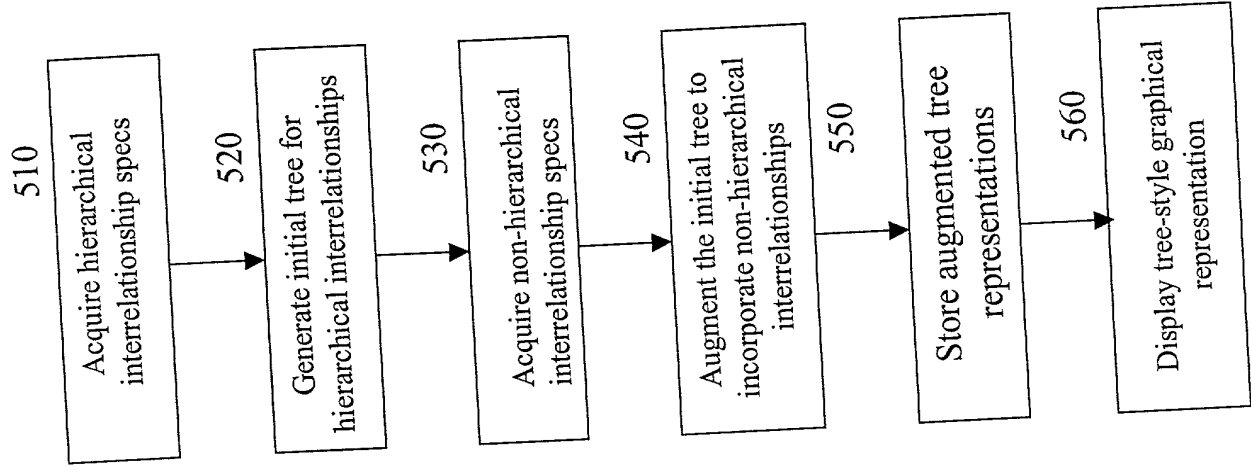 510
Acquire hierarchical
interrelationship specs
520
Generate initial tree for
hierarchical interrelationships
530
Acquire non-hierarchical
interrelationship specs
540
Augment the initial tree to
incorporate non-hierarchical
interrelationships
550
Store augmented tree
representations
560
Display tree-style graphical
representation